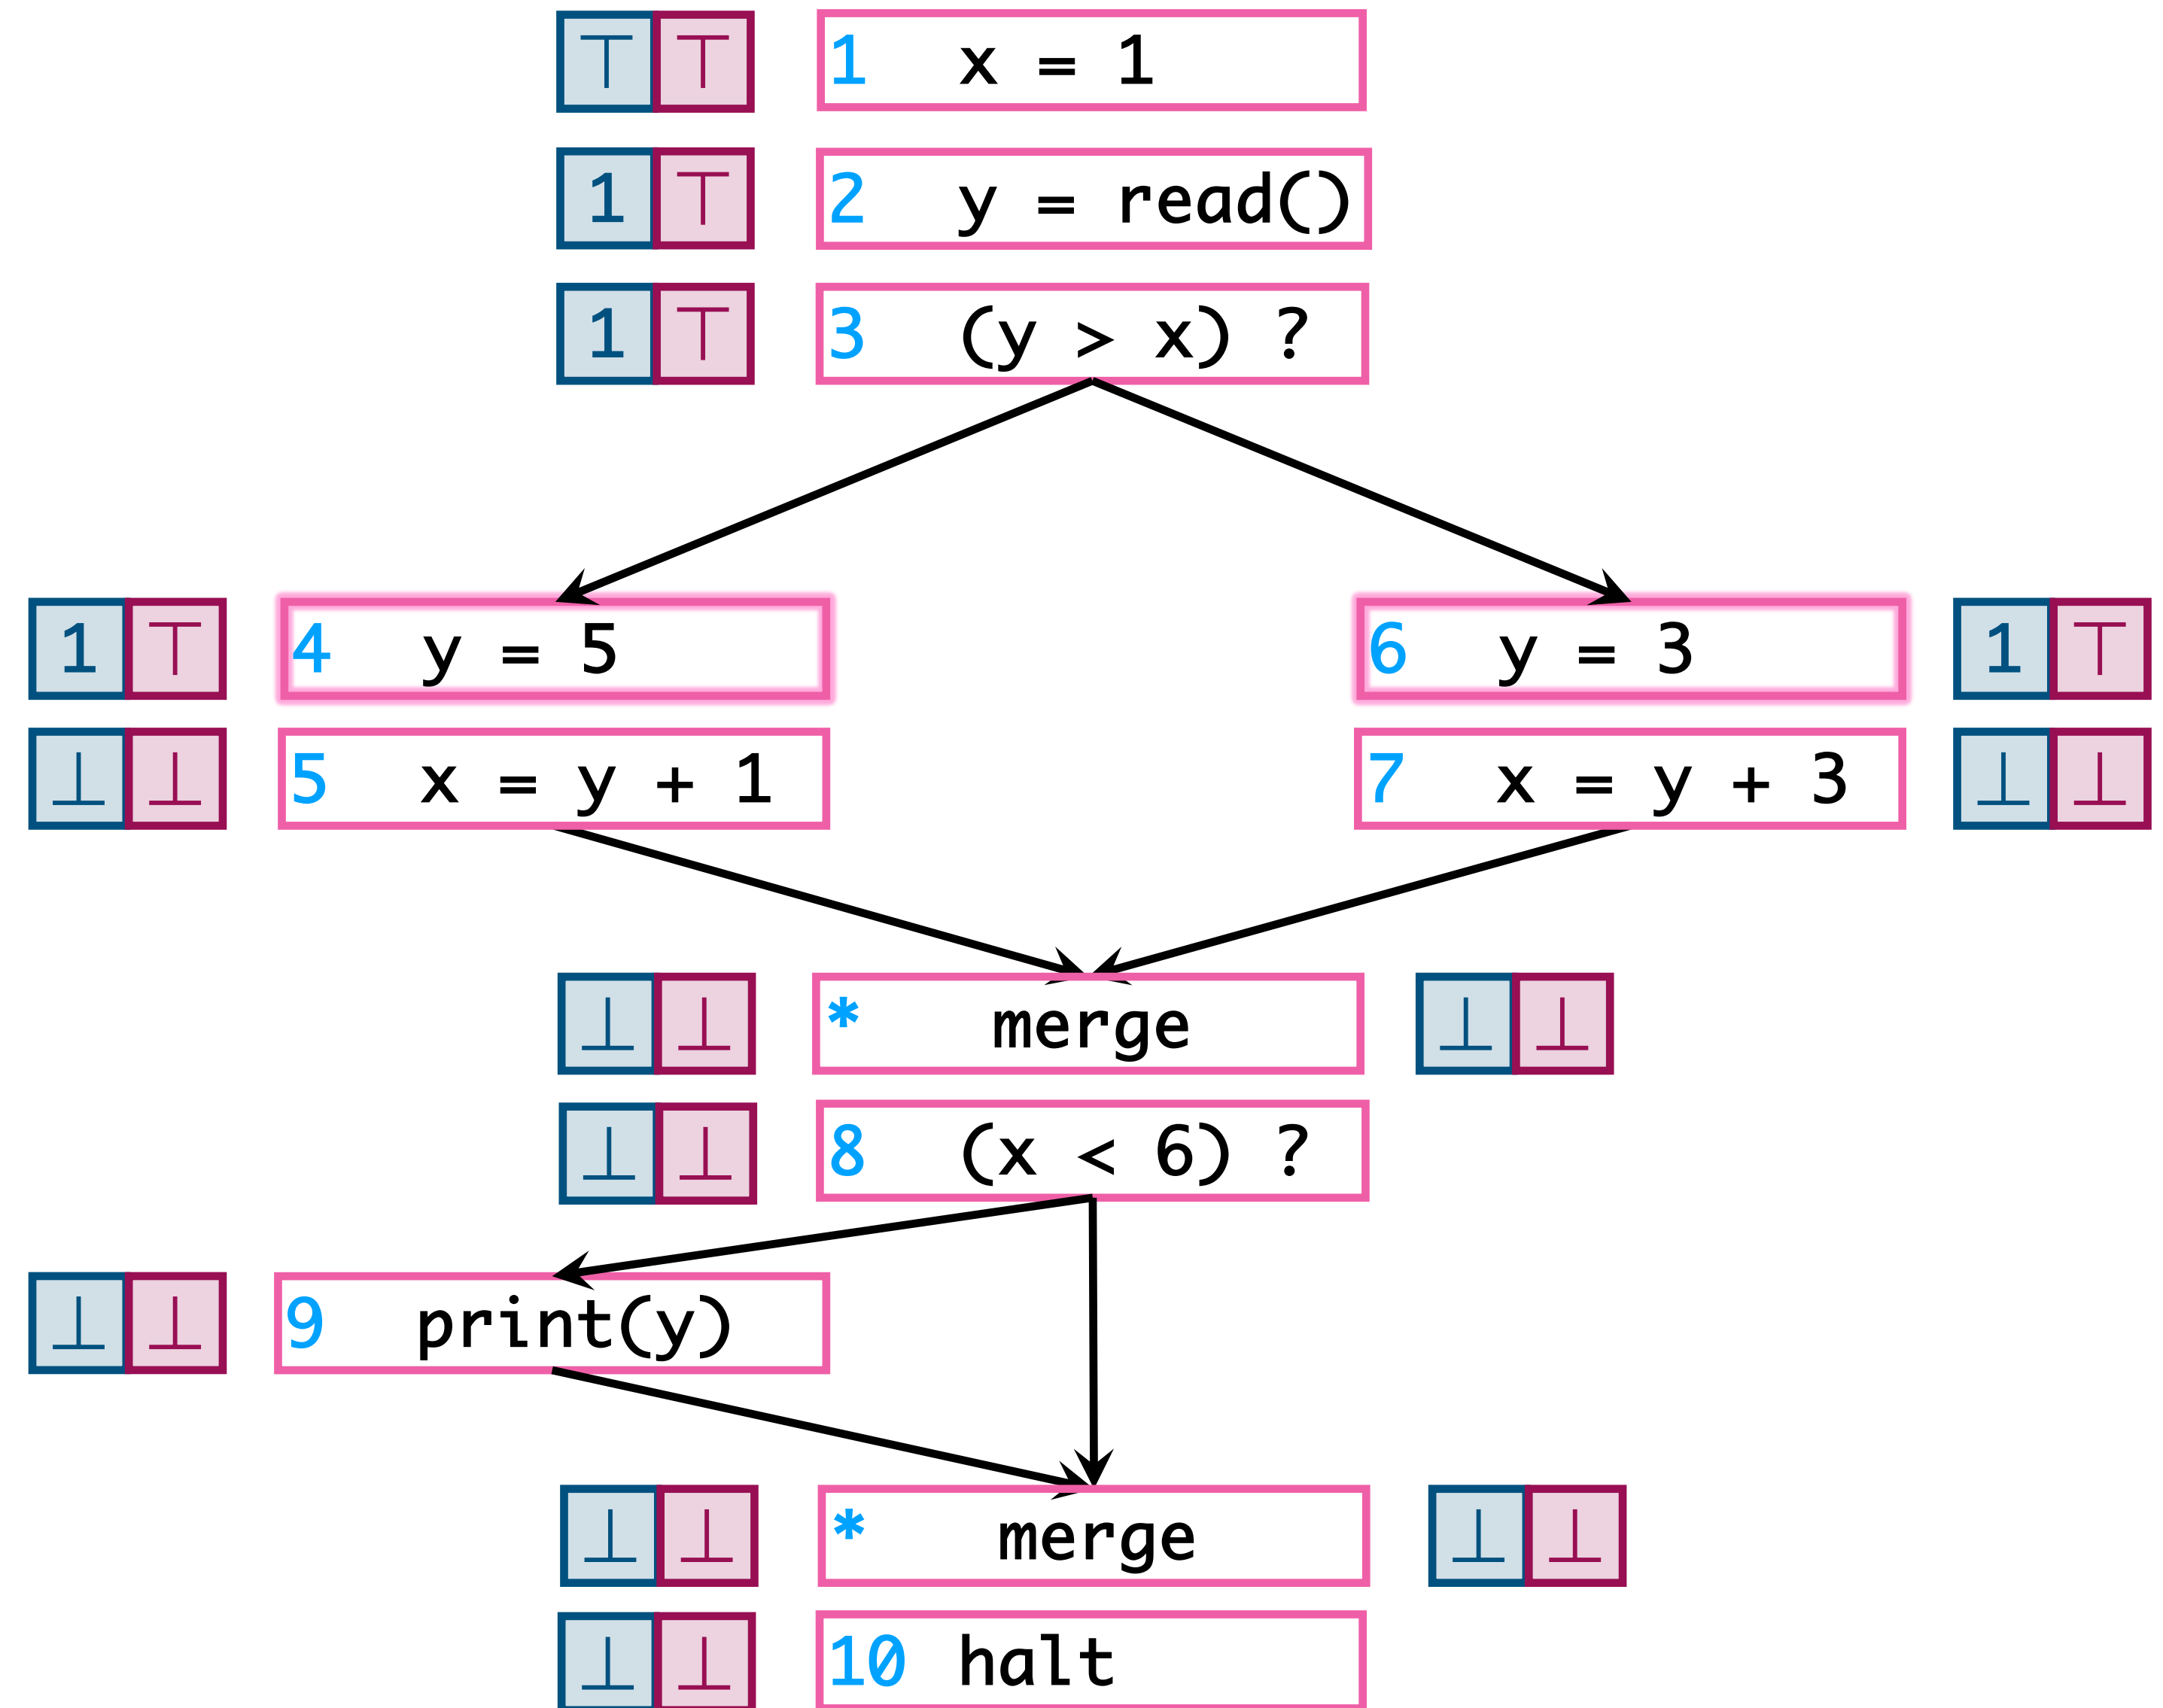 ⊤ ⊤ 1 x = 1
1 ⊤ 2 y = read()
1 ⊤ 3 (y > x) ?
1 ⊤ 4 y = 5
6 y = 3 1 ⊤
⊥ ⊥ 5 x = y + 1
7 x = y + 3 ⊥ ⊥
⊥ ⊥ * merge ⊥ ⊥
⊥ ⊥ 8 (x < 6) ?
⊥ ⊥ 9 print(y)
⊥ ⊥ * merge ⊥ ⊥
⊥ ⊥ 10 halt